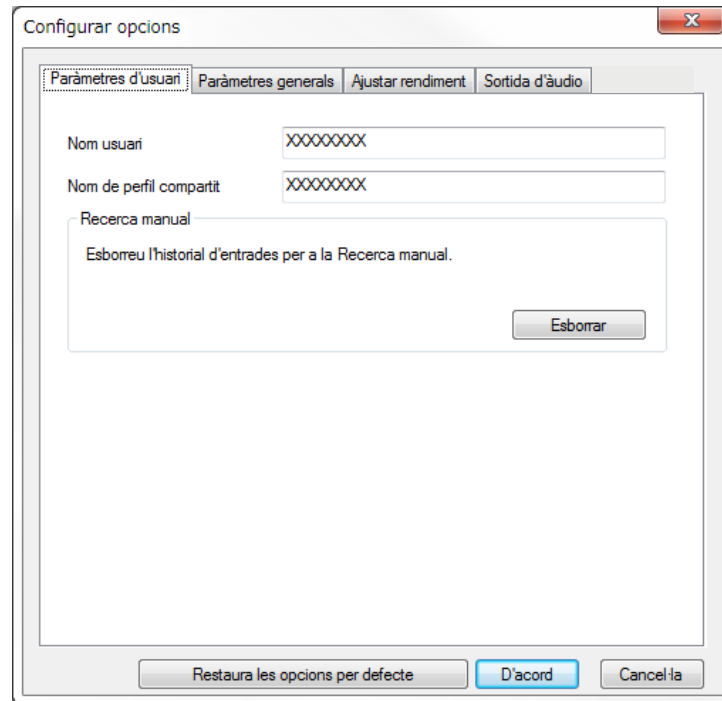 Configurar opcions
Paràmetres d'usuari Paràmetres generals Ajustar rendiment Sortida d'àudio
Nom usuari XXXXXXXX
Nom de perfil compartit XXXXXXXX
Recerca manual
Esborreu l'historial d'entrades per a la Recerca manual.
Esborrar
Restaura les opcions per defecte D'acord Cancel·la